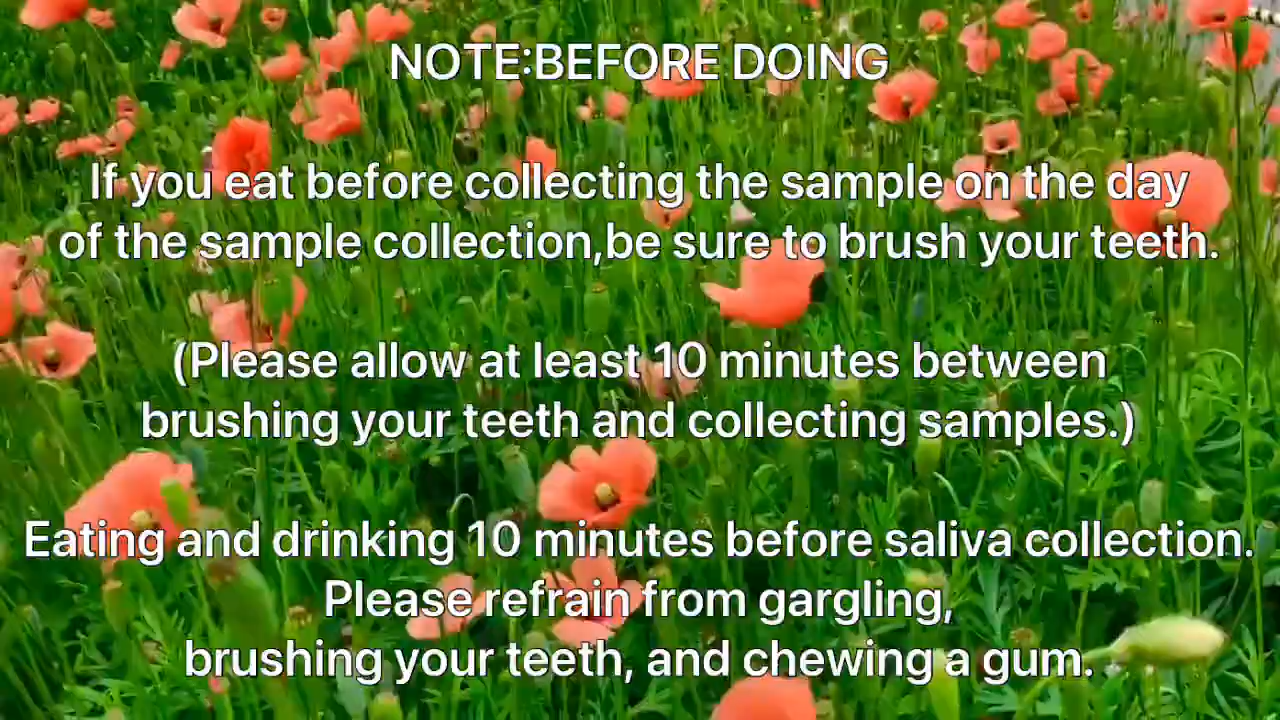 NOTE:BEFORE DOING
If you eat before collecting the sample on the day
of the sample collection,be sure to brush your teeth.
(Please allow at least 10 minutes between
brushing your teeth and collecting samples.)
Eating and drinking 10 minutes before saliva collection.
Please refrain from gargling,
brushing your teeth, and chewing a gum.